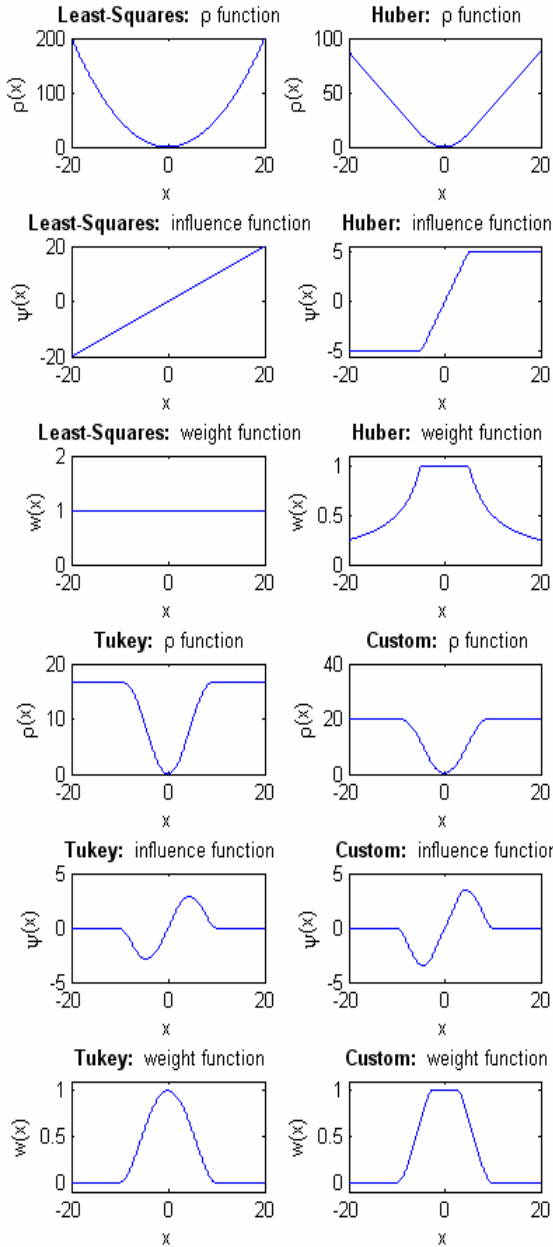 Least-Squares: ρ function
200
100
0
ρ(x)
-20
0
20
x
Huber: ρ function
100
50
0
ρ(x)
-20
0
20
x
Least-Squares: influence function
20
0
-20
ψ(x)
-20
0
20
x
Huber: influence function
5
0
-5
ψ(x)
-20
0
20
x
Least-Squares: weight function
2
1
0
w(x)
-20
0
20
x
Huber: weight function
1
0.5
0
w(x)
-20
0
20
x
Tukey: ρ function
20
10
0
ρ(x)
-20
0
20
x
Custom: ρ function
40
20
0
ρ(x)
-20
0
20
x
Tukey: influence function
5
0
-5
ψ(x)
-20
0
20
x
Custom: influence function
5
0
-5
ψ(x)
-20
0
20
x
Tukey: weight function
1
0.5
0
w(x)
-20
0
20
x
Custom: weight function
1
0.5
0
w(x)
-20
0
20
x